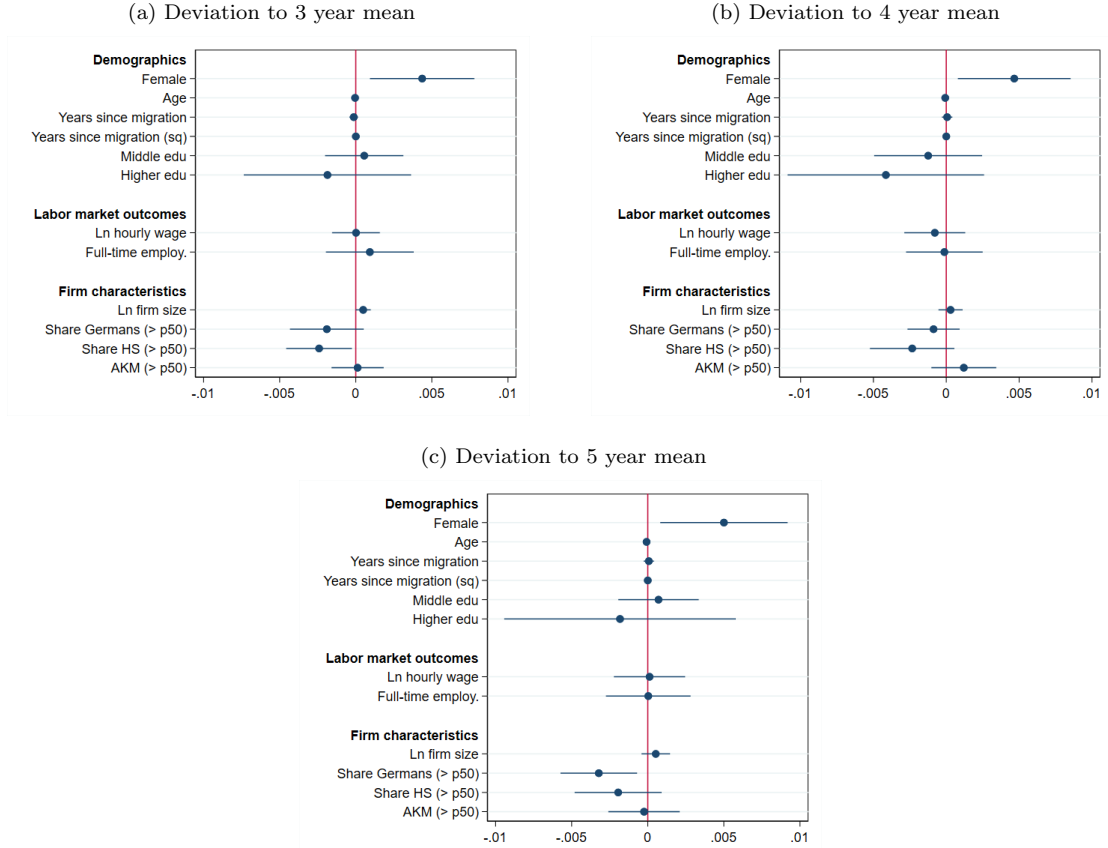 (a) Deviation to 3 year mean
Demographics
Female
Age
Years since migration
Years since migration (sq)
Middle edu
Higher edu
Labor market outcomes
Ln hourly wage
Full-time employ.
Firm characteristics
Ln firm size
Share Germans (> p50)
Share HS (> p50)
AKM (> p50)
-.01 -.005 0 .005 .01
(b) Deviation to 4 year mean
Demographics
Female
Age
Years since migration
Years since migration (sq)
Middle edu
Higher edu
Labor market outcomes
Ln hourly wage
Full-time employ.
Firm characteristics
Ln firm size
Share Germans (> p50)
Share HS (> p50)
AKM (> p50)
-.01 -.005 0 .005 .01
(c) Deviation to 5 year mean
Demographics
Female
Age
Years since migration
Years since migration (sq)
Middle edu
Higher edu
Labor market outcomes
Ln hourly wage
Full-time employ.
Firm characteristics
Ln firm size
Share Germans (> p50)
Share HS (> p50)
AKM (> p50)
-.01 -.005 0 .005 .01